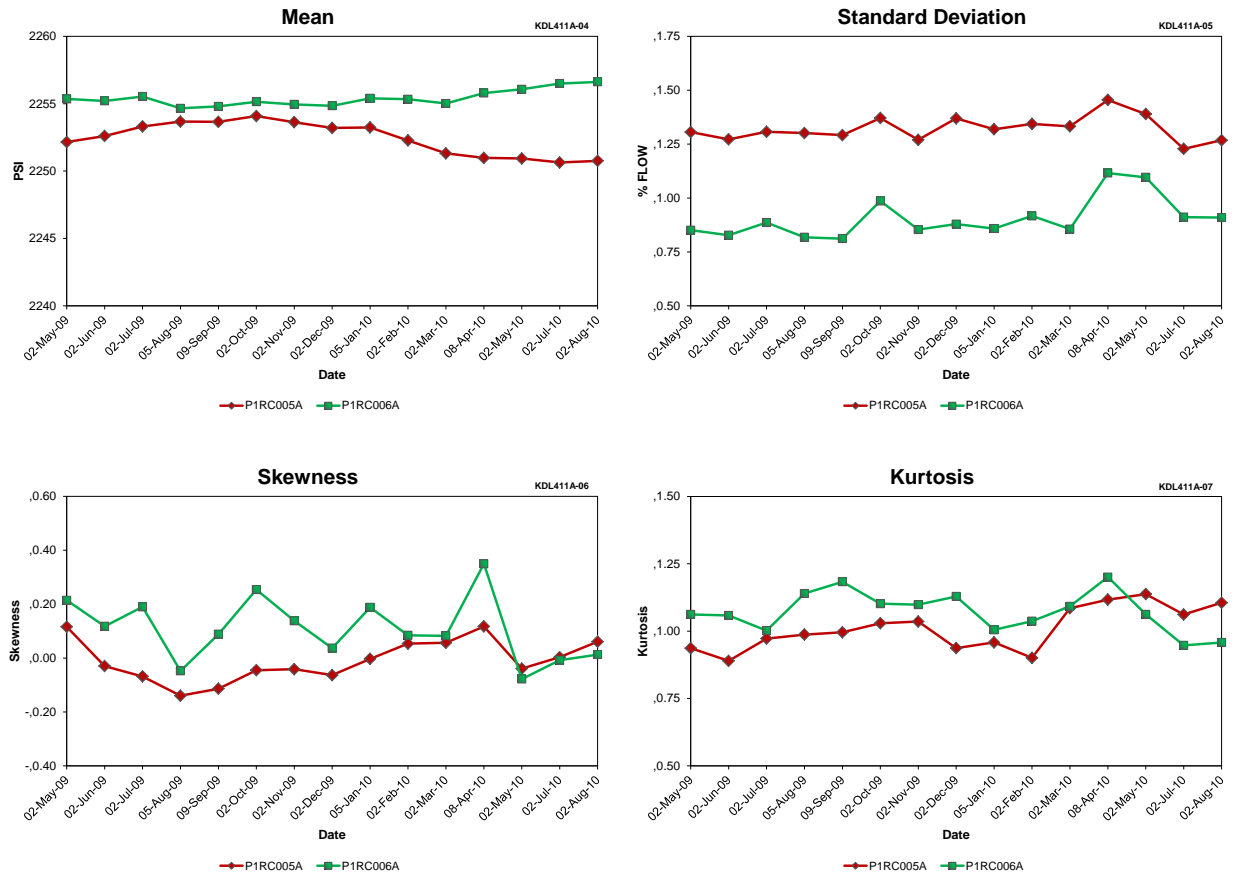 Mean
KDL411A-04
2260
2255
2250
2245
2240
PSI
02-May-09
02-Jun-09
02-Jul-09
05-Aug-09
09-Sep-09
02-Oct-09
02-Nov-09
02-Dec-09
05-Jan-10
02-Feb-10
02-Mar-10
08-Apr-10
02-May-10
02-Jul-10
02-Aug-10
Date
P1RC005A P1RC006A
Standard Deviation
KDL411A-05
,1.75
,1.50
,1.25
,1.00
,0.75
,0.50
% FLOW
02-May-09
02-Jun-09
02-Jul-09
05-Aug-09
09-Sep-09
02-Oct-09
02-Nov-09
02-Dec-09
05-Jan-10
02-Feb-10
02-Mar-10
08-Apr-10
02-May-10
02-Jul-10
02-Aug-10
Date
P1RC005A P1RC006A
Skewness
KDL411A-06
,0.60
,0.40
,0.20
,0.00
-,0.20
-,0.40
Skewness
02-May-09
02-Jun-09
02-Jul-09
05-Aug-09
09-Sep-09
02-Oct-09
02-Nov-09
02-Dec-09
05-Jan-10
02-Feb-10
02-Mar-10
08-Apr-10
02-May-10
02-Jul-10
02-Aug-10
Date
P1RC005A P1RC006A
Kurtosis
KDL411A-07
,1.50
,1.25
,1.00
,0.75
,0.50
Kurtosis
02-May-09
02-Jun-09
02-Jul-09
05-Aug-09
09-Sep-09
02-Oct-09
02-Nov-09
02-Dec-09
05-Jan-10
02-Feb-10
02-Mar-10
08-Apr-10
02-May-10
02-Jul-10
02-Aug-10
Date
P1RC005A P1RC006A